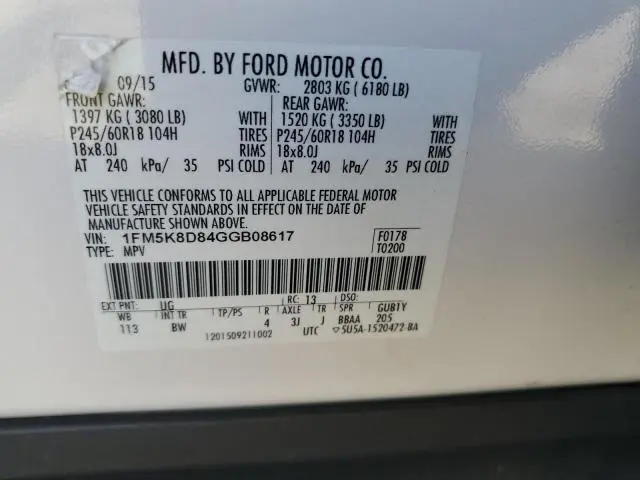 MFD. BY FORD MOTOR CO.
09/15 GVWR: 2803 KG ( 6180 LB)
FRONT GAWR: REAR GAWR:
1397 KG ( 3080 LB) 1520 KG ( 3350 LB)
P245/60R18 104H TIRES P245/60R18 104H TIRES
18x8.0J RIMS 18x8.0J RIMS
AT 240 kPa/ 35 PSI COLD AT 240 kPa/ 35 PSI COLD
THIS VEHICLE CONFORMS TO ALL APPLICABLE FEDERAL MOTOR
VEHICLE SAFETY STANDARDS IN EFFECT ON THE DATE OF
MANUFACTURE SHOWN ABOVE.
VIN: 1FM5K8D84GGB08617 F0178
TYPE: MPV T0200
EXT PNT: UG RC: 13 DSO:
WB INT TR TP/PS R AXLE TR SPR GUB1Y
113 BW 4 3J J BBAA 205
1201509211002 UTC 5U5A-1520472-BA